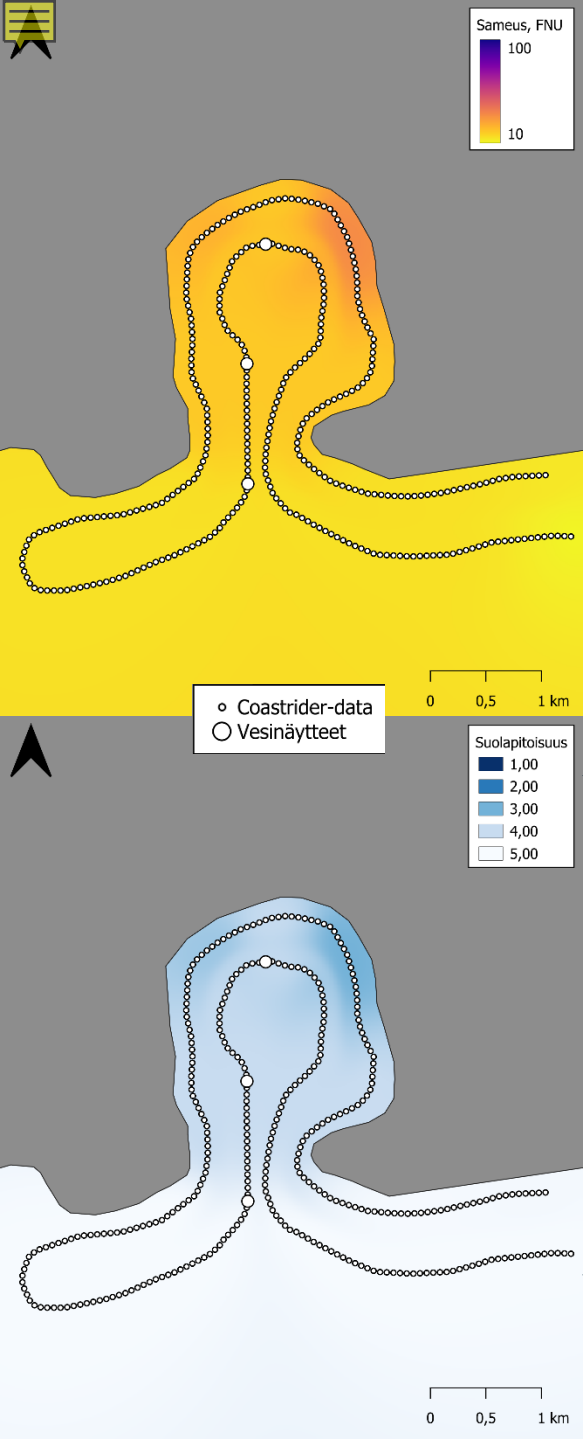 Sameus, FNU
100
10
0 0,5 1 km
Coastrider-data
Vesinäytteet
Suolapitoisuus
1,00
2,00
3,00
4,00
5,00
0 0,5 1 km